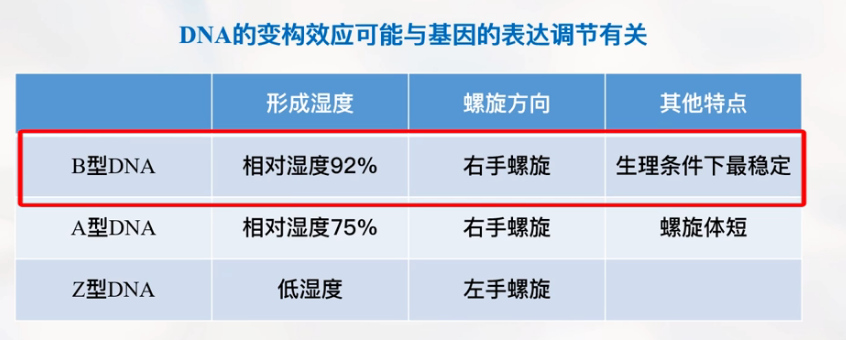 DNA的变构效应可能与基因的表达调节有关
形成湿度 螺旋方向 其他特点
B型DNA 相对湿度92% 右手螺旋 生理条件下最稳定
A型DNA 相对湿度75% 右手螺旋 螺旋体短
Z型DNA 低湿度 左手螺旋